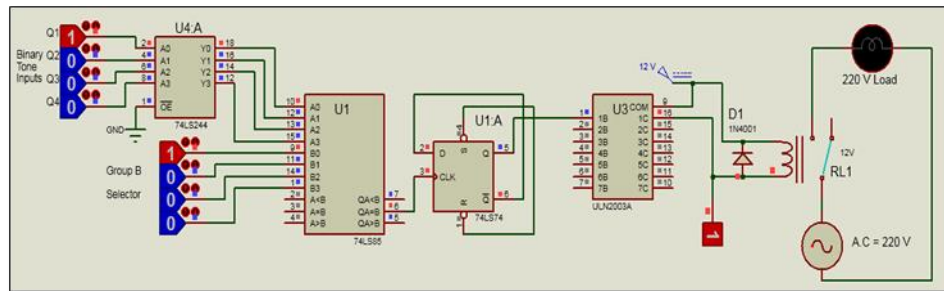 U4:A
Q1 1 2 A0 Y0 18
Binary Q2 0 4 A1 Y1 16
Tone Q3 0 6 A2 Y2 14
Inputs Q4 0 8 A3 Y3 12
1 OE
GND
74LS244
U1
10 A0
12 A1
13 A2
15 A3
1 9 B0
Group B 0 11 B1
Selector 0 14 B2
0 1 B3
2 A<B QA<B 7
3 A=B QA=B 6
4 A>B QA>B 5
74LS85
U1:A
2 D S Q 5
3 CLK
R Q 6
1
74LS74
U3
COM 9
1 1B 1C 16
2 2B 2C 15
3 3B 3C 14
4 4B 4C 13
5 5B 5C 12
6 6B 6C 11
7 7B 7C 10
ULN2003A
12 V
D1
1N4001
1
220 V Load
12V
RL1
A.C = 220 V